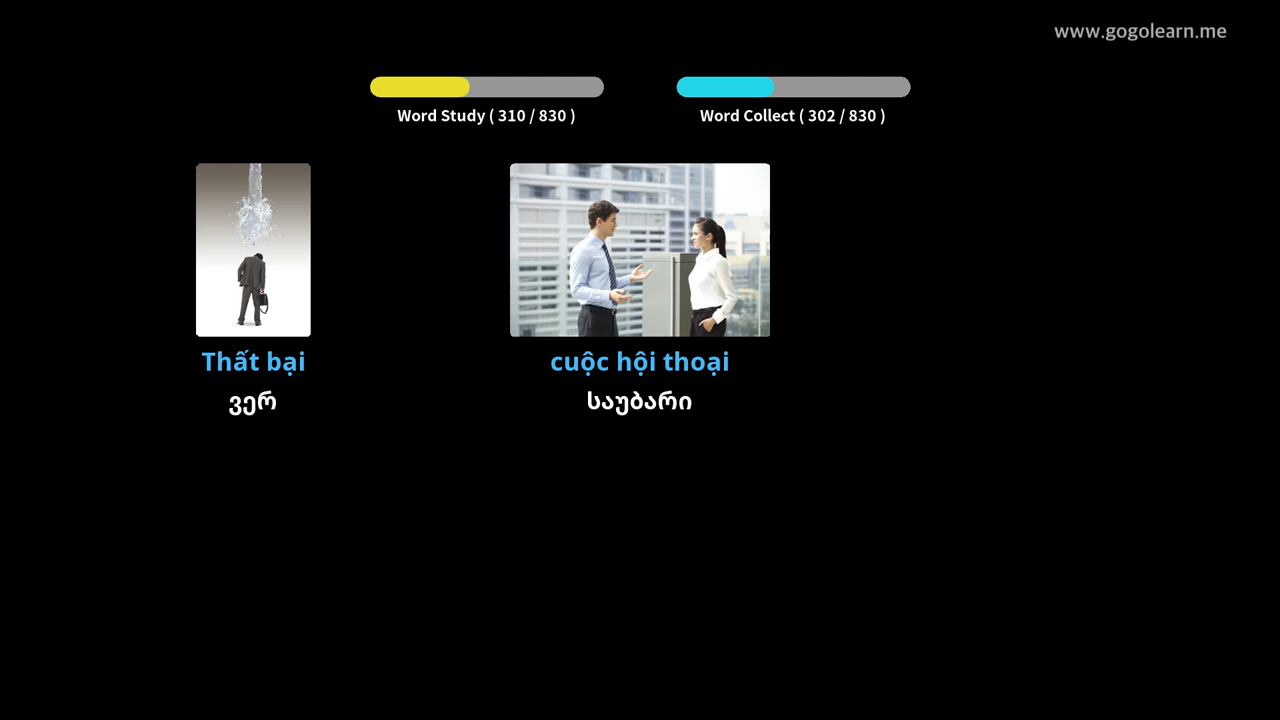 www.gogolearn.me
Word Study ( 310 / 830 )
Word Collect ( 302 / 830 )
Thất bại
ვერ
cuộc hội thoại
საუბარი